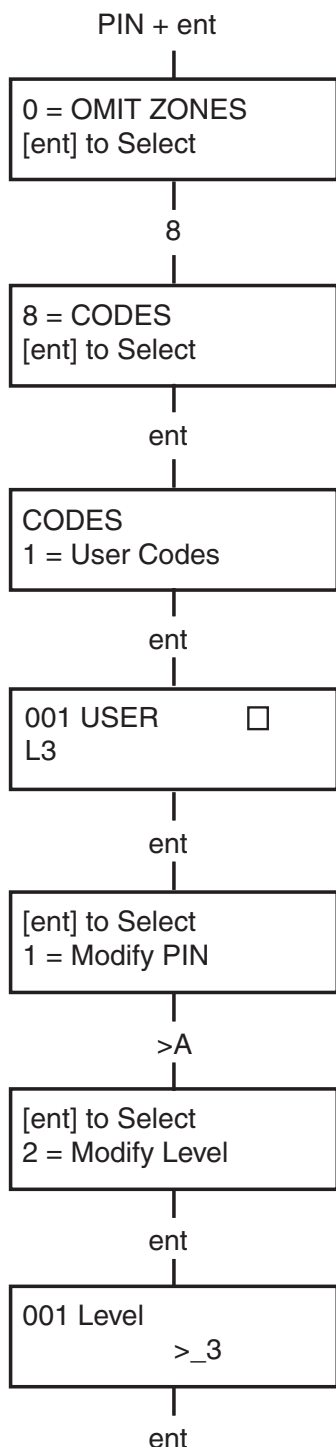 PIN + ent
0 = OMIT ZONES
[ent] to Select
8
8 = CODES
[ent] to Select
ent
CODES
1 = User Codes
ent
001 USER □
L3
ent
[ent] to Select
1 = Modify PIN
>A
[ent] to Select
2 = Modify Level
ent
001 Level
>_3
ent